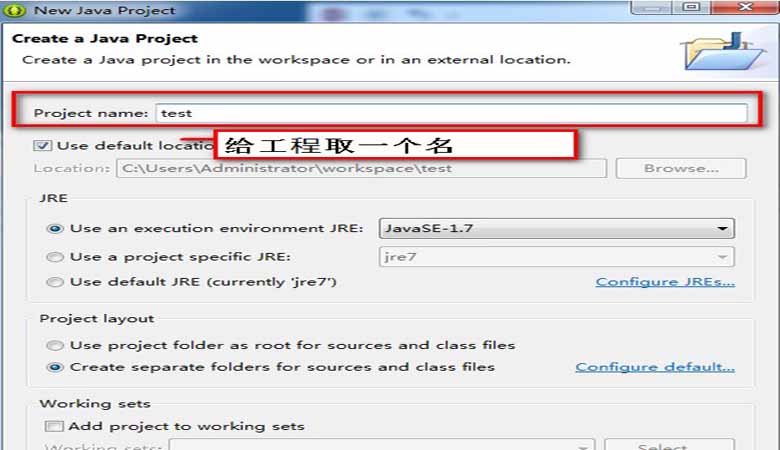 New Java Project
Create a Java Project
Create a Java project in the workspace or in an external location.
Project name: test
Use default locatio
给工程取一个名
Location: C:\Users\Administrator\workspace\test Browse...
JRE
Use an execution environment JRE: JavaSE-1.7
Use a project specific JRE: jre7
Use default JRE (currently 'jre7') Configure JREs...
Project layout
Use project folder as root for sources and class files
Create separate folders for sources and class files Configure default...
Working sets
Add project to working sets
Working sets: Select...